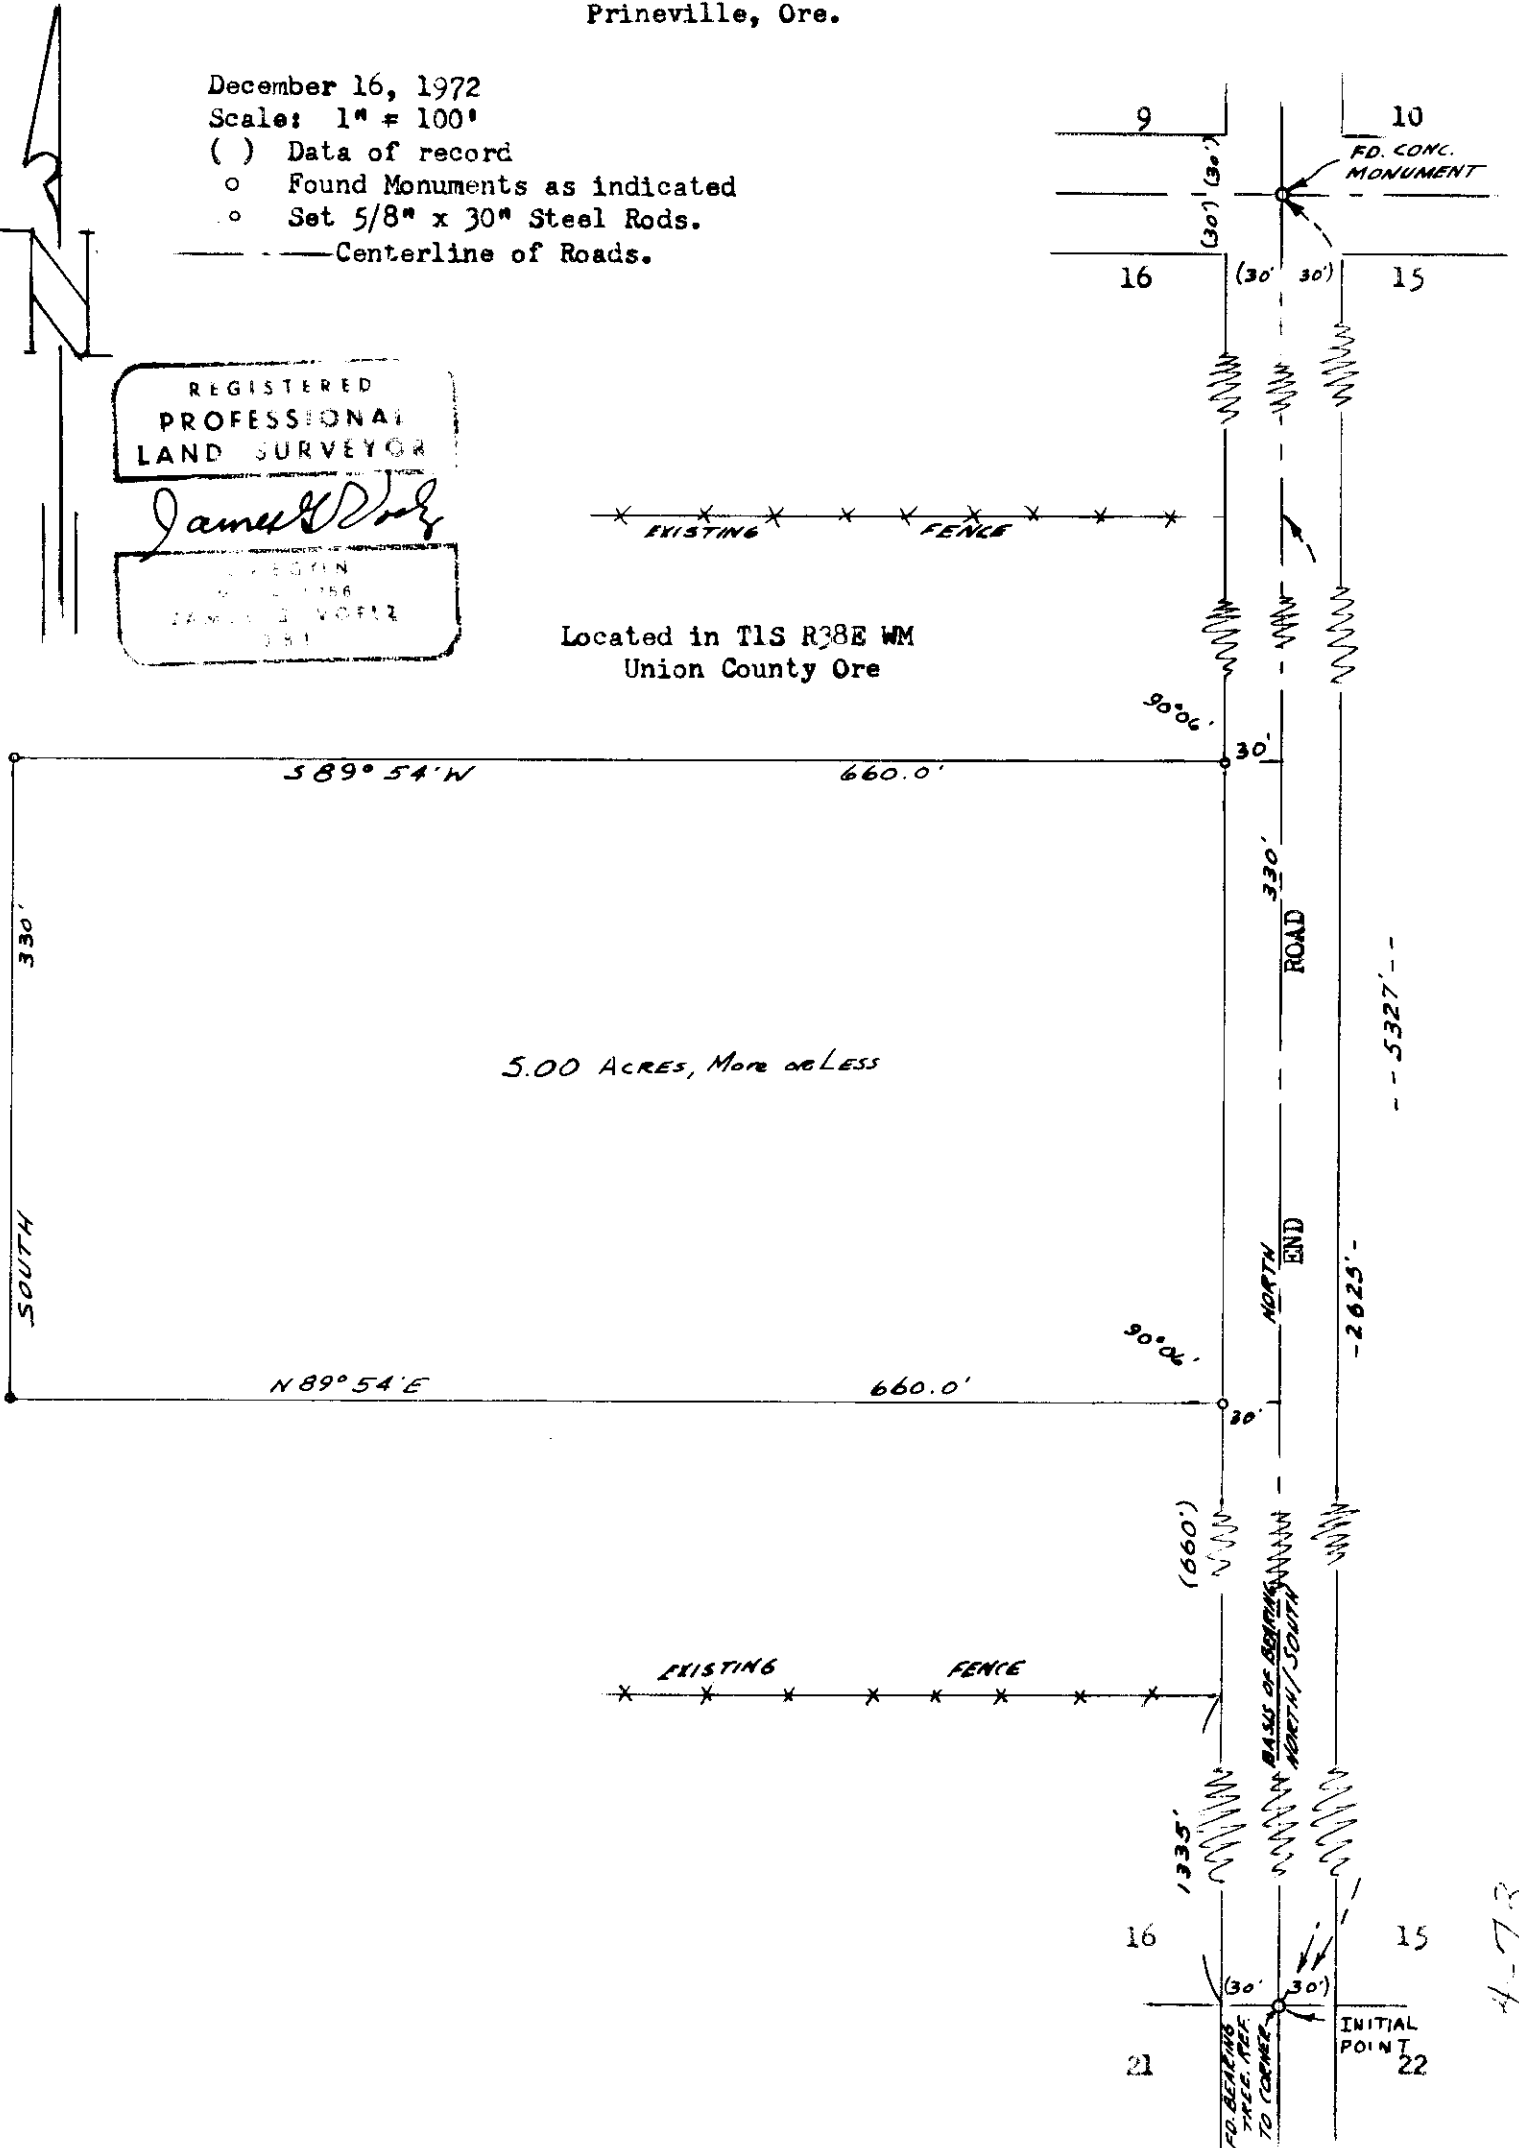 Prineville, Ore.
December 16, 1972
Scale: 1" = 100'
( ) Data of record
Found Monuments as indicated
Set 5/8" x 30" Steel Rods.
Centerline of Roads.
N
9
10
FD. CONC.
MONUMENT
(30') (30')
16
(30' 30')
15
REGISTERED
PROFESSIONAL
LAND SURVEYOR
EXISTING FENCE
Located in T1S R38E WM
Union County Ore
90°06'
30'
S 89° 54' W 660.0'
330'
330'
ROAD
--5327'--
5.00 ACRES, More or LESS
SOUTH
NORTH
END
-2625'-
90°06'
N 89° 54' E 660.0'
30'
(660')
EXISTING FENCE
BASIS OF BEARING
NORTH/SOUTH
1335'
16
15
(30' 30')
INITIAL
POINT
FD. BEARING
TREE. REF.
TO CORNER
21
22
4-73